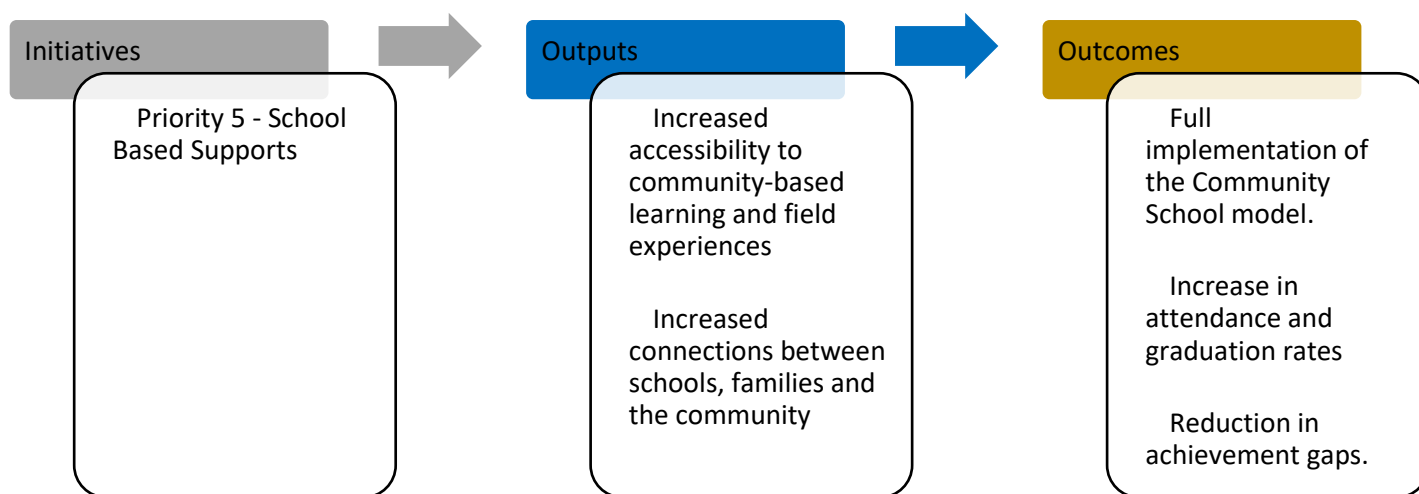 Initiatives
Priority 5 - School
Based Supports
Outputs
Increased
accessibility to
community-based
learning and field
experiences
Increased
connections between
schools, families and
the community
Outcomes
Full
implementation of
the Community
School model.
Increase in
attendance and
graduation rates
Reduction in
achievement gaps.